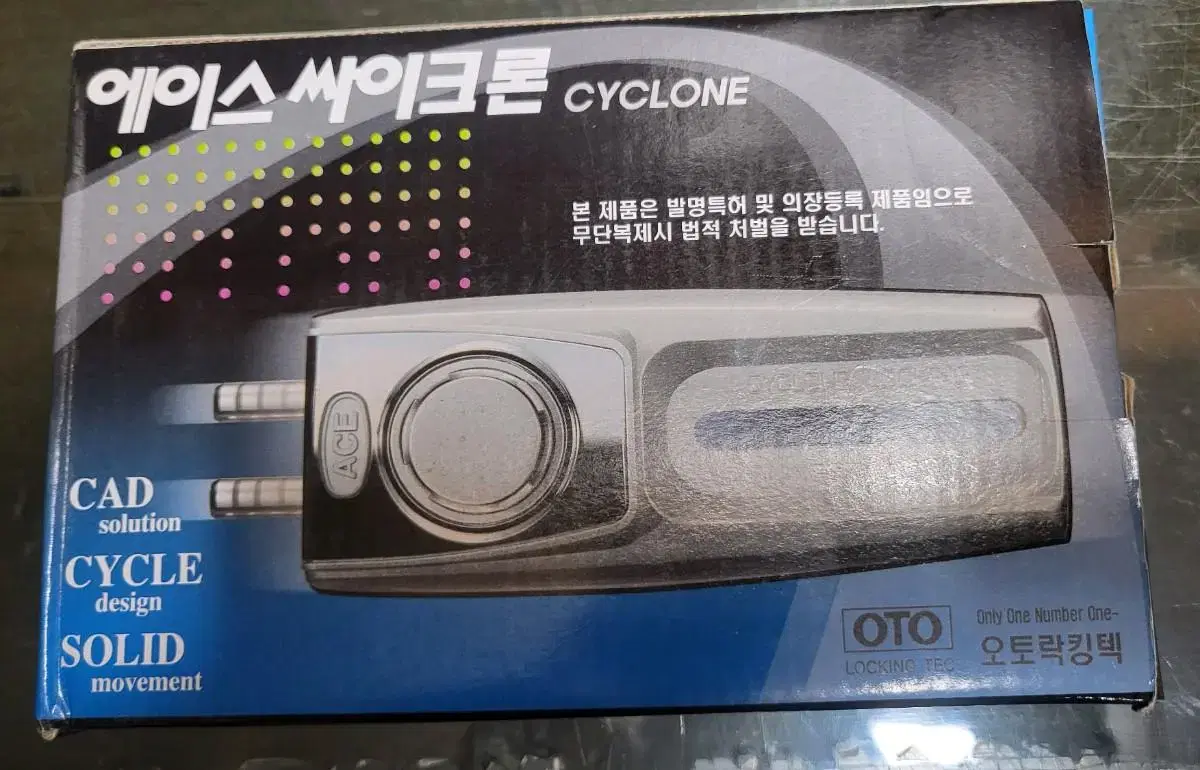 에이스 싸이크론 CYCLONE
본 제품은 발명특허 및 의장등록 제품임으로
무단복제시 법적 처벌을 받습니다.
ACE
CAD
solution
CYCLE
design
SOLID
movement
OTO
LOCKING TEC
Only One Number One-
오토락킹텍